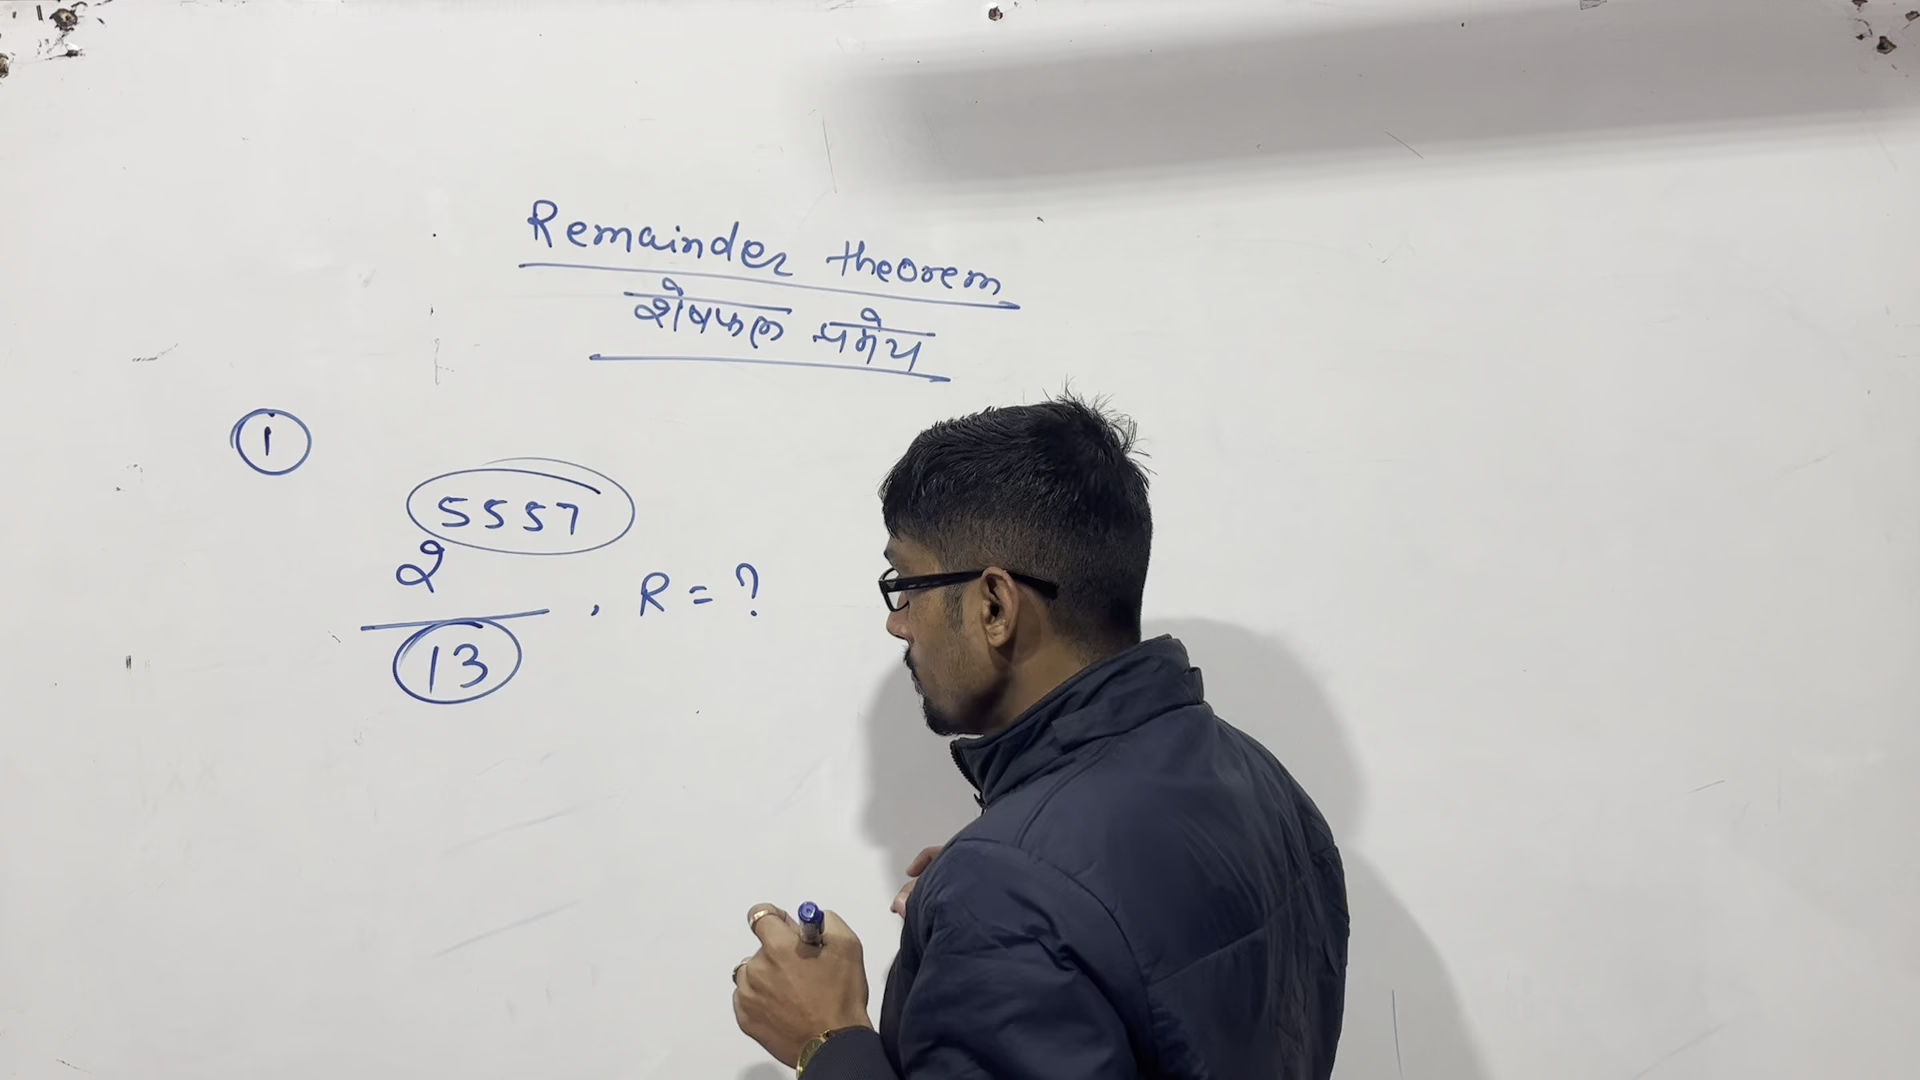 Remainder theorem
शेषफल प्रमेय
1
5557
2
13
, R = ?